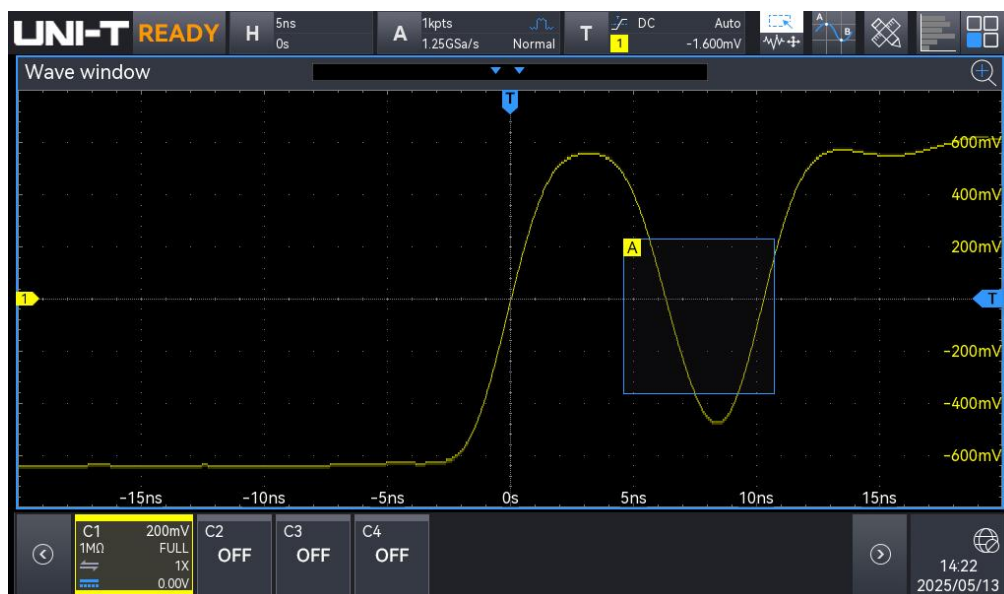 UNI-T READY H 5ns 0s A 1kpts 1.25GSa/s Normal T 1 DC Auto -1.600mV A B
Wave window
T
600mV
400mV
A 200mV
1 T
-200mV
-400mV
-600mV
-15ns -10ns -5ns 0s 5ns 10ns 15ns
C1 200mV C2 C3 C4
1MΩ FULL OFF OFF OFF
1X
0.00V
14:22
2025/05/13